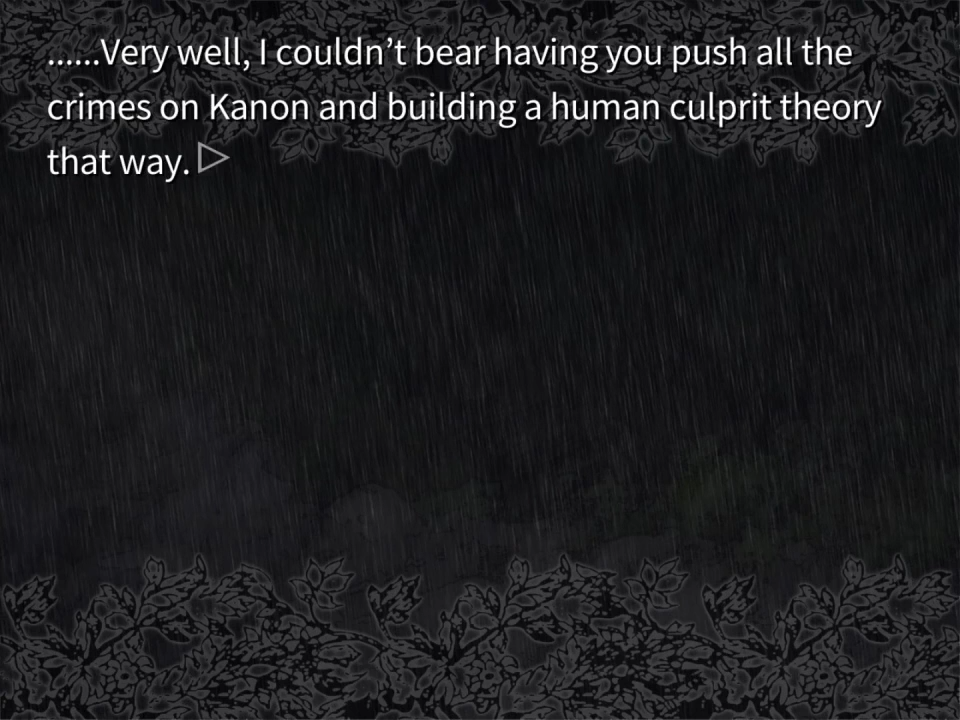 ......Very well, I couldn’t bear having you push all the
crimes on Kanon and building a human culprit theory
that way.